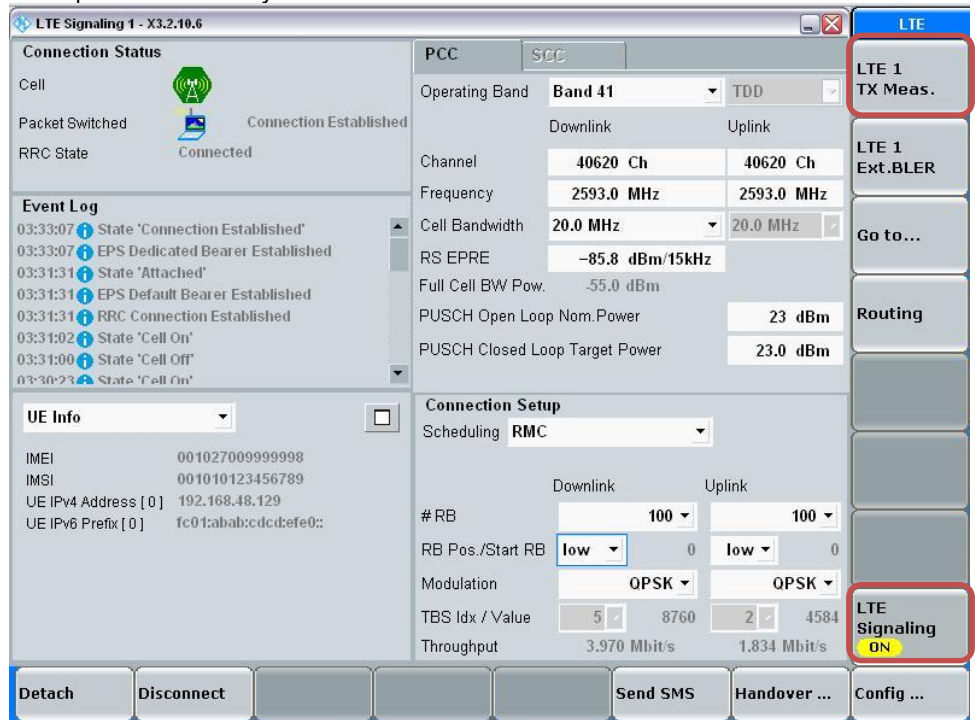 LTE Signaling 1 - X3.2.10.6
LTE
Connection Status
Cell
Packet Switched Connection Established
RRC State Connected
Event Log
03:33:07 State 'Connection Established'
03:33:07 EPS Dedicated Bearer Established
03:31:31 State 'Attached'
03:31:31 EPS Default Bearer Established
03:31:31 RRC Connection Established
03:31:02 State 'Cell On'
03:31:00 State 'Cell Off'
03:30:23 State 'Cell On'
UE Info
IMEI 001027009999998
IMSI 001010123456789
UE IPv4 Address [ 0 ] 192.168.48.129
UE IPv6 Prefix [ 0 ] fc01:abab:cdcd:efe0::
PCC SCC
Operating Band Band 41 TDD
Downlink Uplink
Channel 40620 Ch 40620 Ch
Frequency 2593.0 MHz 2593.0 MHz
Cell Bandwidth 20.0 MHz 20.0 MHz
RS EPRE −85.8 dBm/15kHz
Full Cell BW Pow. -55.0 dBm
PUSCH Open Loop Nom.Power 23 dBm
PUSCH Closed Loop Target Power 23.0 dBm
Connection Setup
Scheduling RMC
Downlink Uplink
# RB 100 100
RB Pos./Start RB low 0 low 0
Modulation QPSK QPSK
TBS Idx / Value 5 8760 2 4584
Throughput 3.970 Mbit/s 1.834 Mbit/s
LTE 1
TX Meas.
LTE 1
Ext.BLER
Go to...
Routing
LTE
Signaling
ON
Detach Disconnect Send SMS Handover ... Config ...